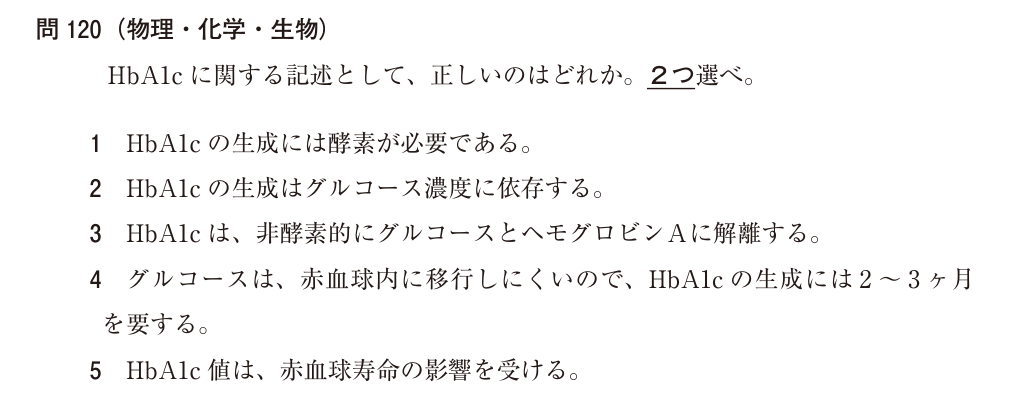 問 120（物理・化学・生物）
HbA1c に関する記述として、正しいのはどれか。２つ選べ。
1 HbA1c の生成には酵素が必要である。
2 HbA1c の生成はグルコース濃度に依存する。
3 HbA1c は、非酵素的にグルコースとヘモグロビンＡに解離する。
4 グルコースは、赤血球内に移行しにくいので、HbA1c の生成には２～３ヶ月
を要する。
5 HbA1c 値は、赤血球寿命の影響を受ける。